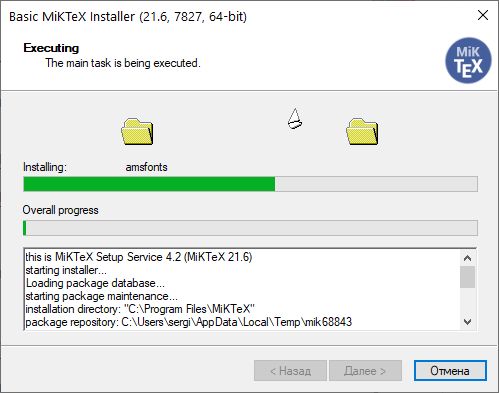 Basic MiKTeX Installer (21.6, 7827, 64-bit)
Executing
The main task is being executed.
MiK
TEX
Installing: amsfonts
Overall progress
this is MiKTeX Setup Service 4.2 (MiKTeX 21.6)
starting installer...
Loading package database...
starting package maintenance...
installation directory: "C:\Program Files\MiKTeX"
package repository: C:\Users\sergi\AppData\Local\Temp\mik68843
< Назад Далее > Отмена